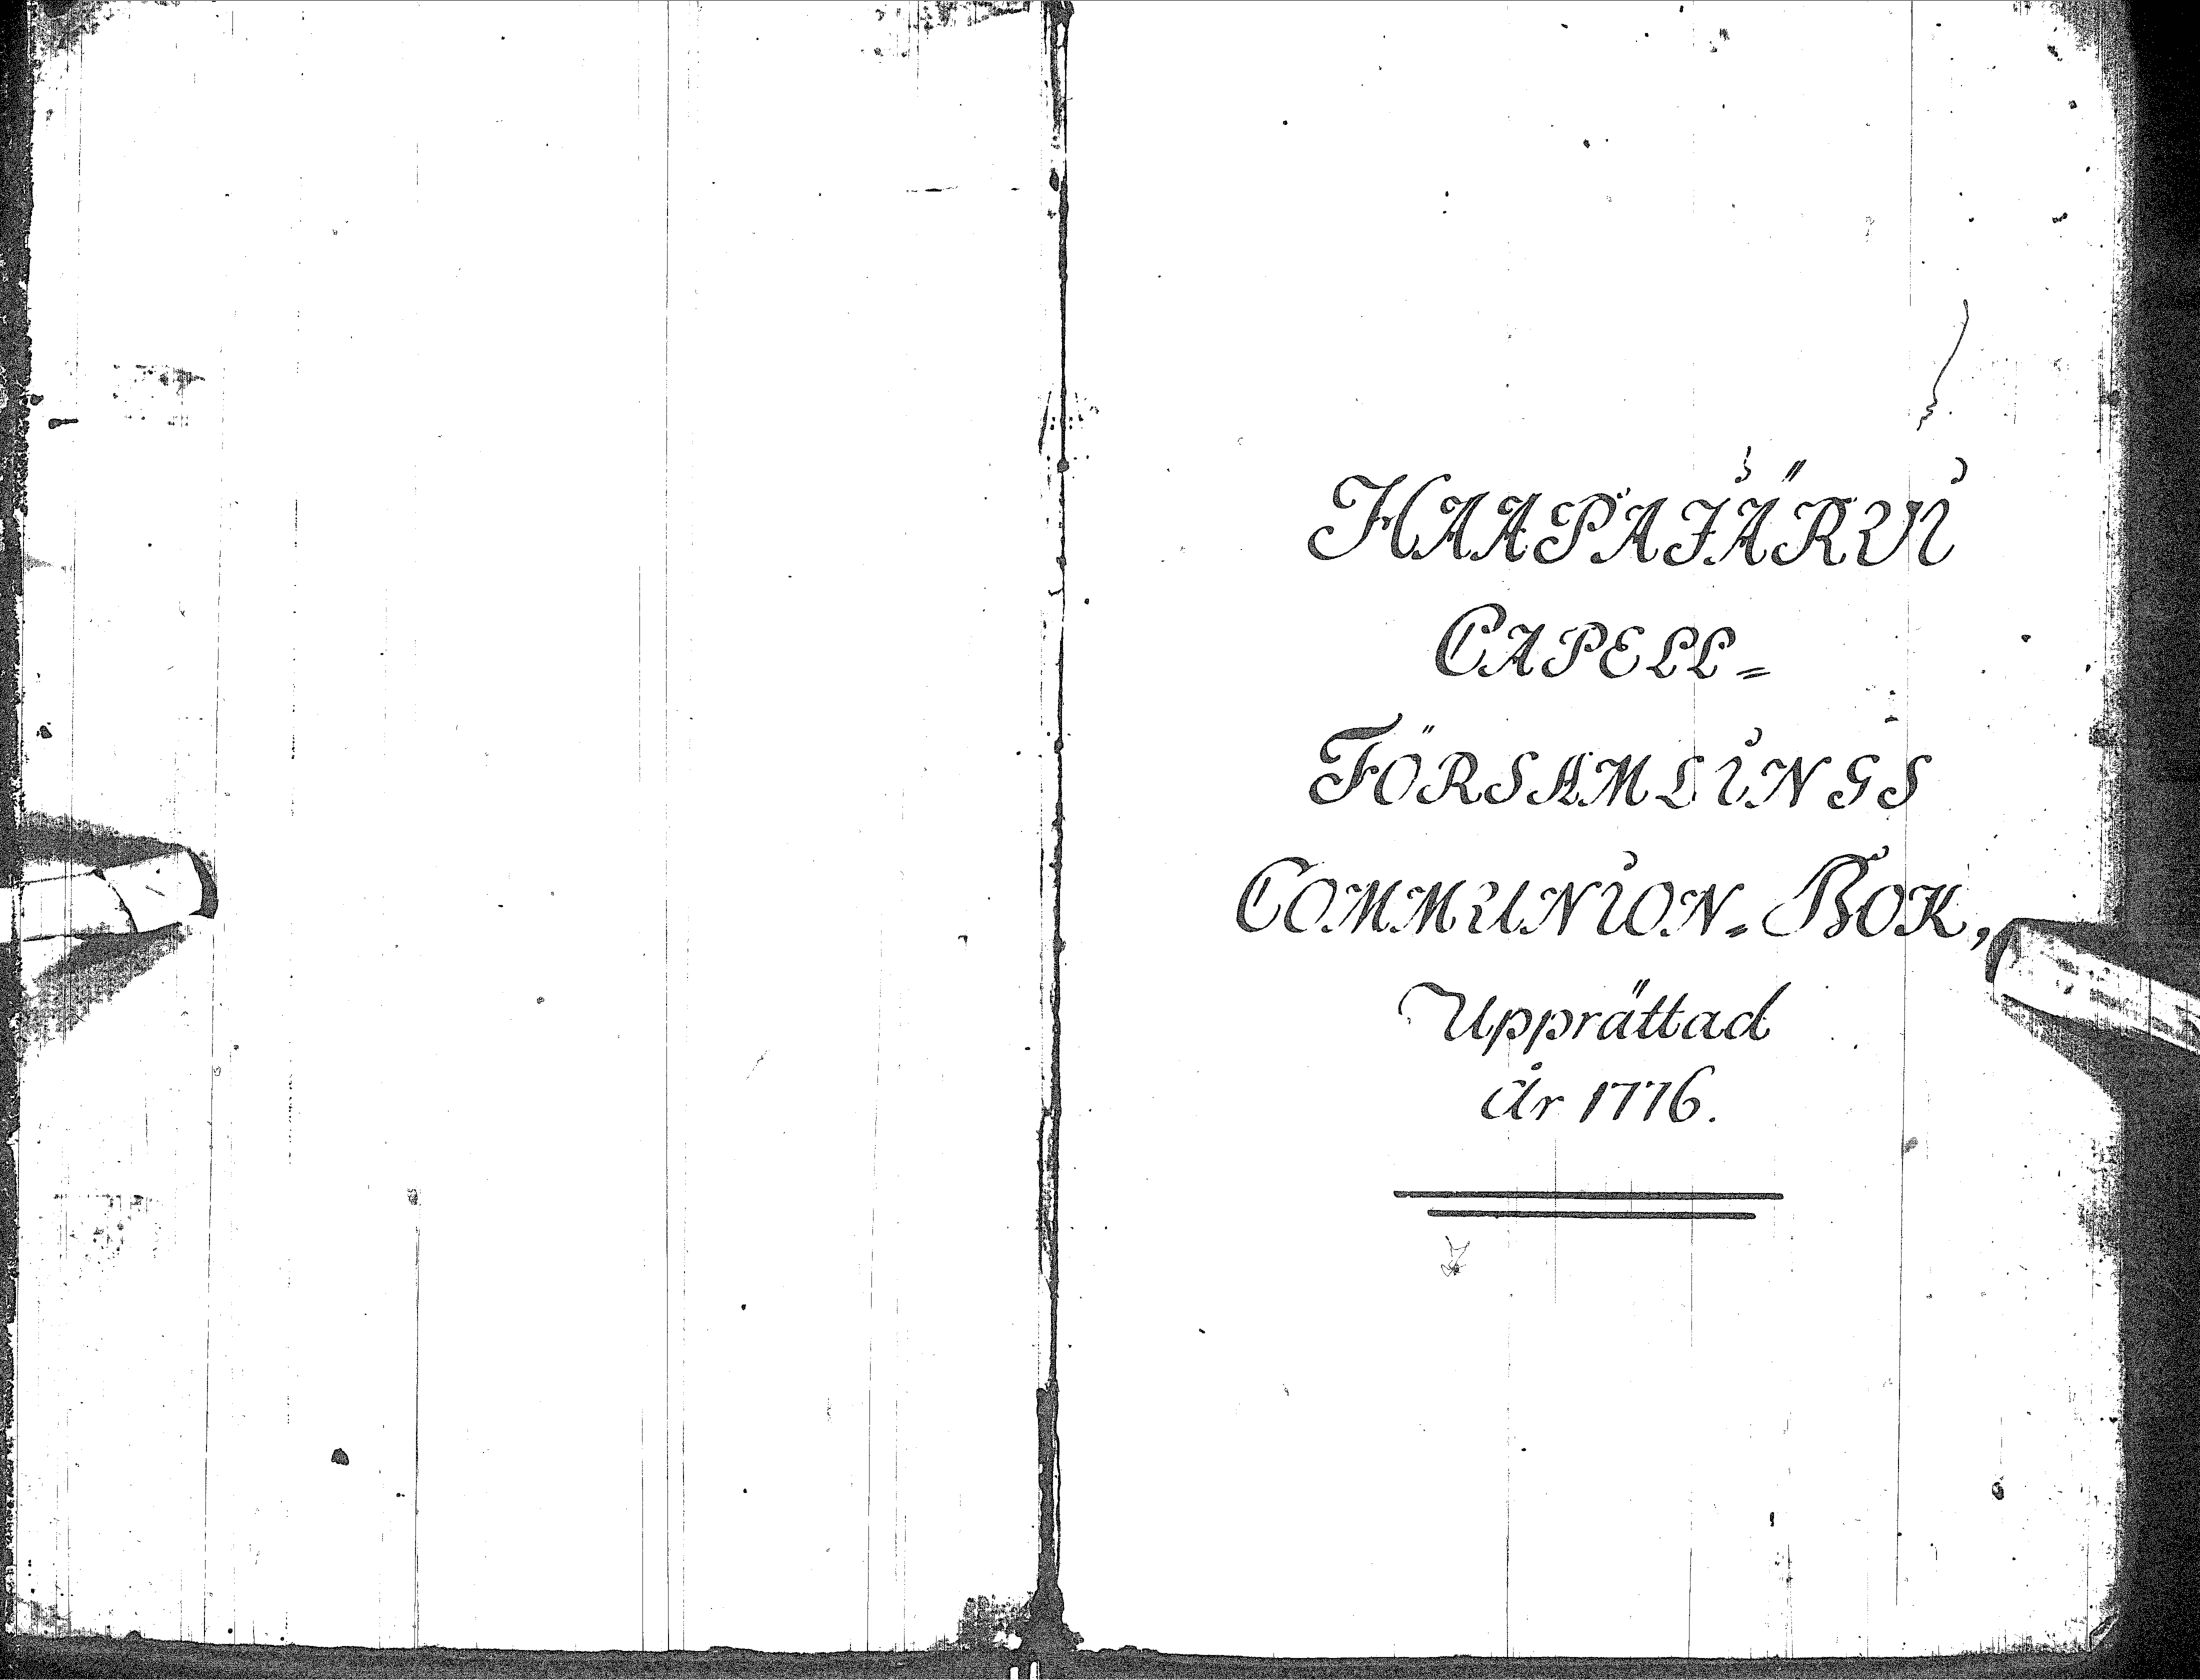 HAAPAJÄRVI
CAPELL=
FÖRSAMLINGS
COMMUNION=BOK,
Upprättad
År 1776.